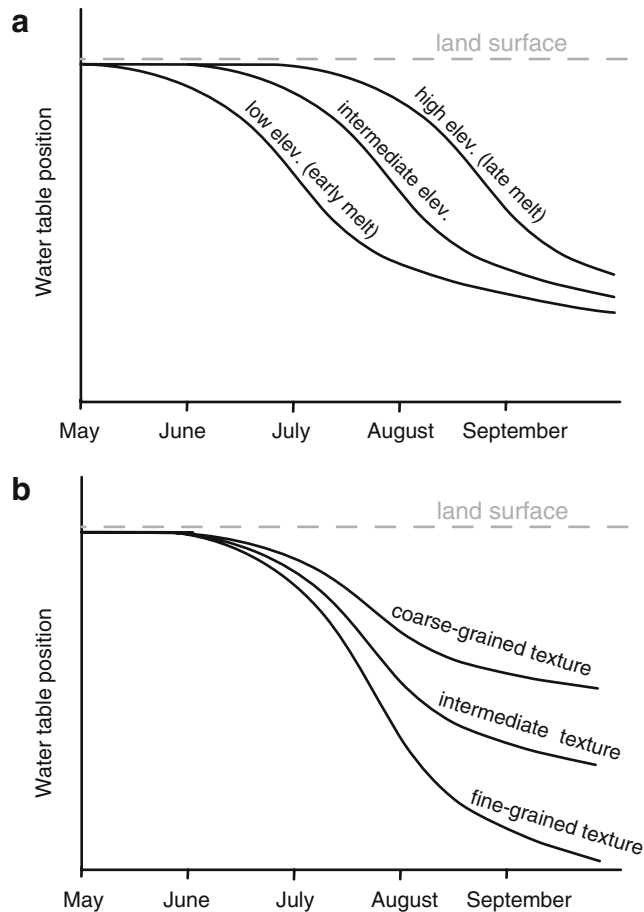 a
land surface
Water table position
low elev. (early melt)
intermediate elev.
high elev. (late melt)
May June July August September
b
land surface
Water table position
coarse-grained texture
intermediate texture
fine-grained texture
May June July August September